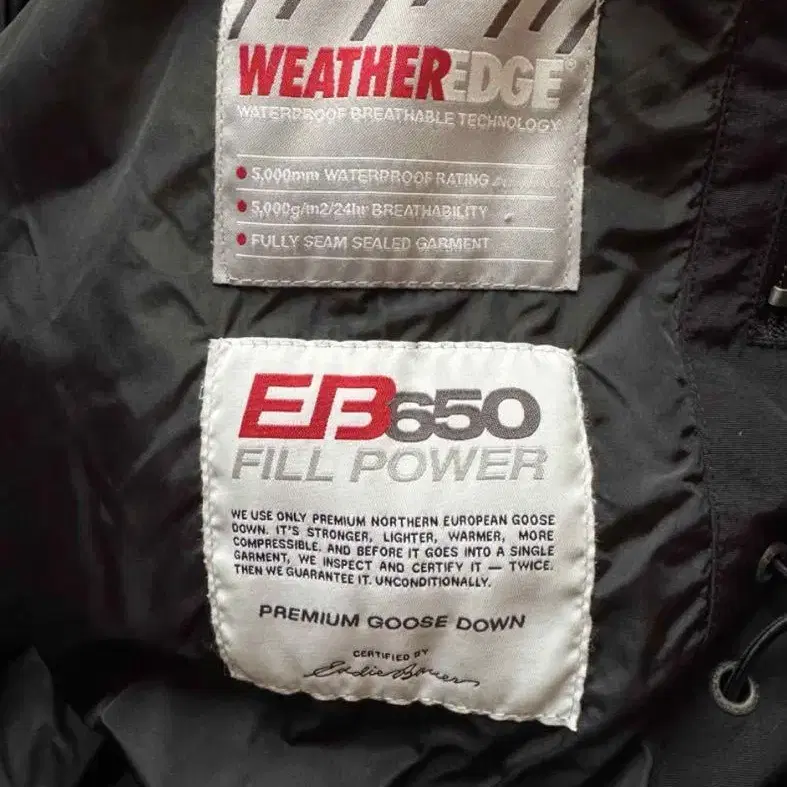 WEATHEREDGE®
WATERPROOF BREATHABLE TECHNOLOGY
• 5,000mm WATERPROOF RATING
• 5,000g/m2/24hr BREATHABILITY
• FULLY SEAM SEALED GARMENT
EB650
FILL POWER
WE USE ONLY PREMIUM NORTHERN EUROPEAN GOOSE
DOWN. IT'S STRONGER, LIGHTER, WARMER, MORE
COMPRESSIBLE. AND BEFORE IT GOES INTO A SINGLE
GARMENT, WE INSPECT AND CERTIFY IT — TWICE.
THEN WE GUARANTEE IT. UNCONDITIONALLY.
PREMIUM GOOSE DOWN
CERTIFIED BY
Eddie Bauer